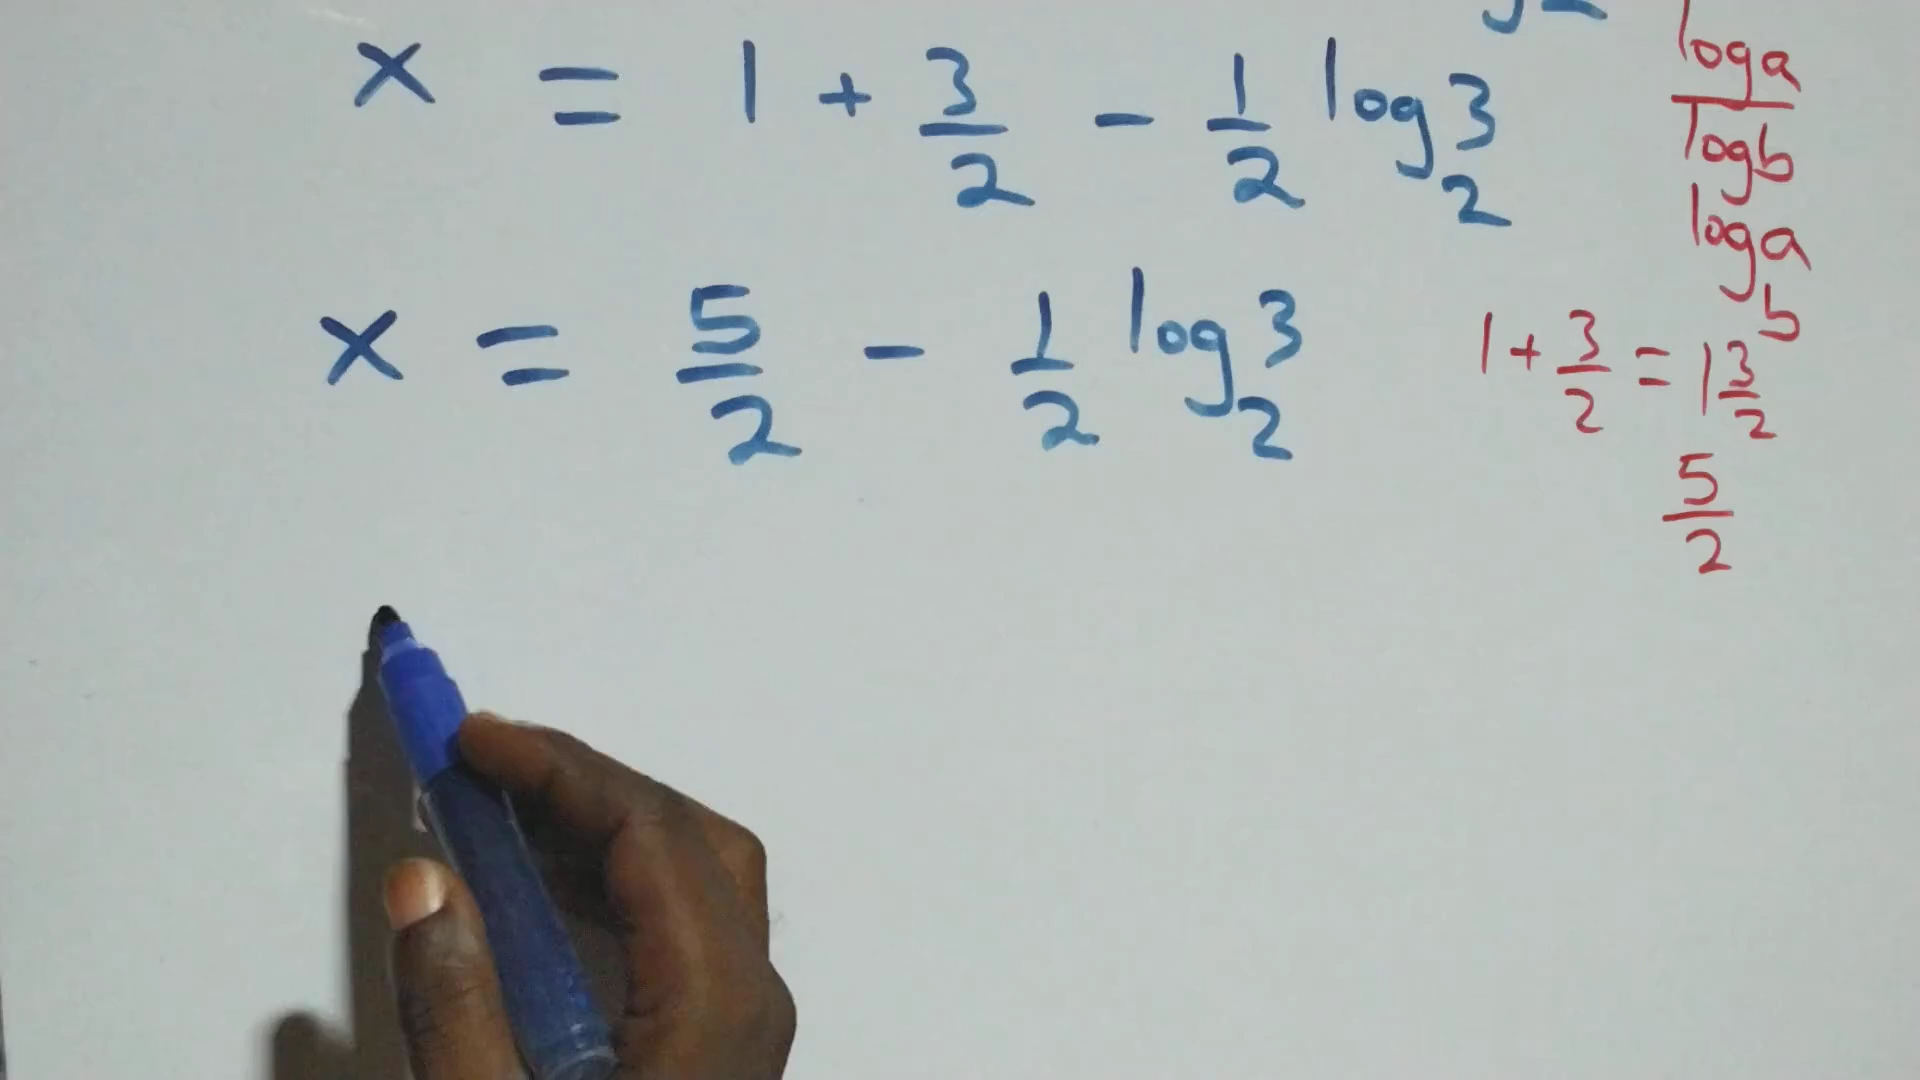 x = 1 + 3/2 - 1/2 log₂3
x = 5/2 - 1/2 log₂3
log a
log b
log a
b
1 + 3/2 = 1 3/2
5/2